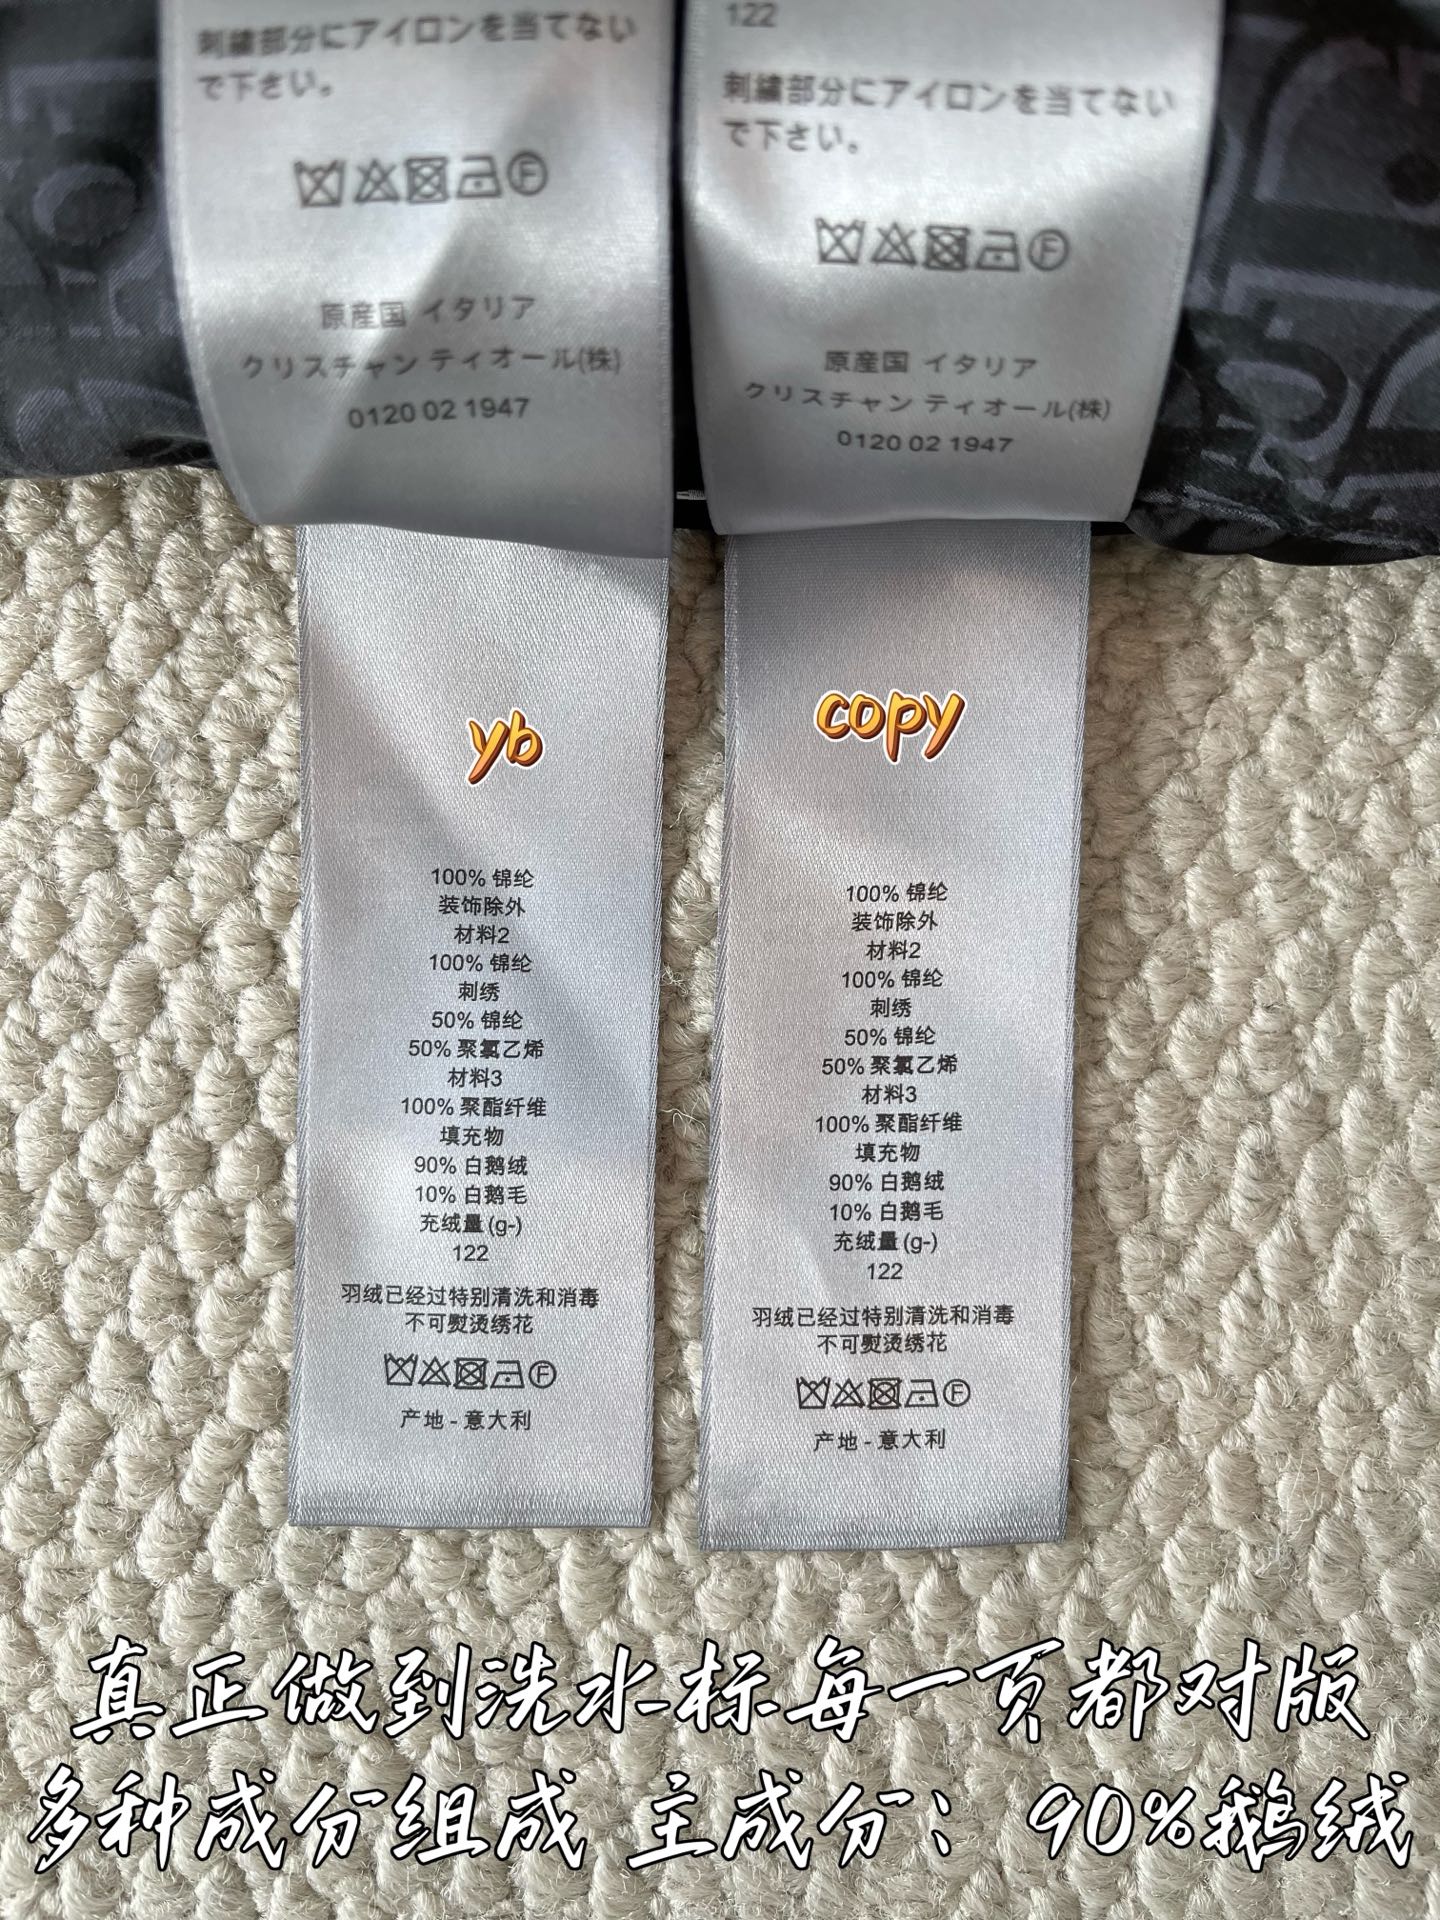 刺繍部分にアイロンを当てない
で下さい。
原産国 イタリア
クリスチャン ディオール(株)
0120 02 1947
122
刺繍部分にアイロンを当てない
で下さい。
原産国 イタリア
クリスチャン ディオール(株)
0120 02 1947
yb
100% 锦纶
装饰除外
材料2
100% 锦纶
刺绣
50% 锦纶
50% 聚氯乙烯
材料3
100% 聚酯纤维
填充物
90% 白鹅绒
10% 白鹅毛
充绒量 (g-)
122
羽绒已经过特别清洗和消毒
不可熨烫绣花
产地 - 意大利
copy
100% 锦纶
装饰除外
材料2
100% 锦纶
刺绣
50% 锦纶
50% 聚氯乙烯
材料3
100% 聚酯纤维
填充物
90% 白鹅绒
10% 白鹅毛
充绒量 (g-)
122
羽绒已经过特别清洗和消毒
不可熨烫绣花
产地 - 意大利
真正做到洗水标每一页都对版
多种成分组成 主成分：90%鹅绒